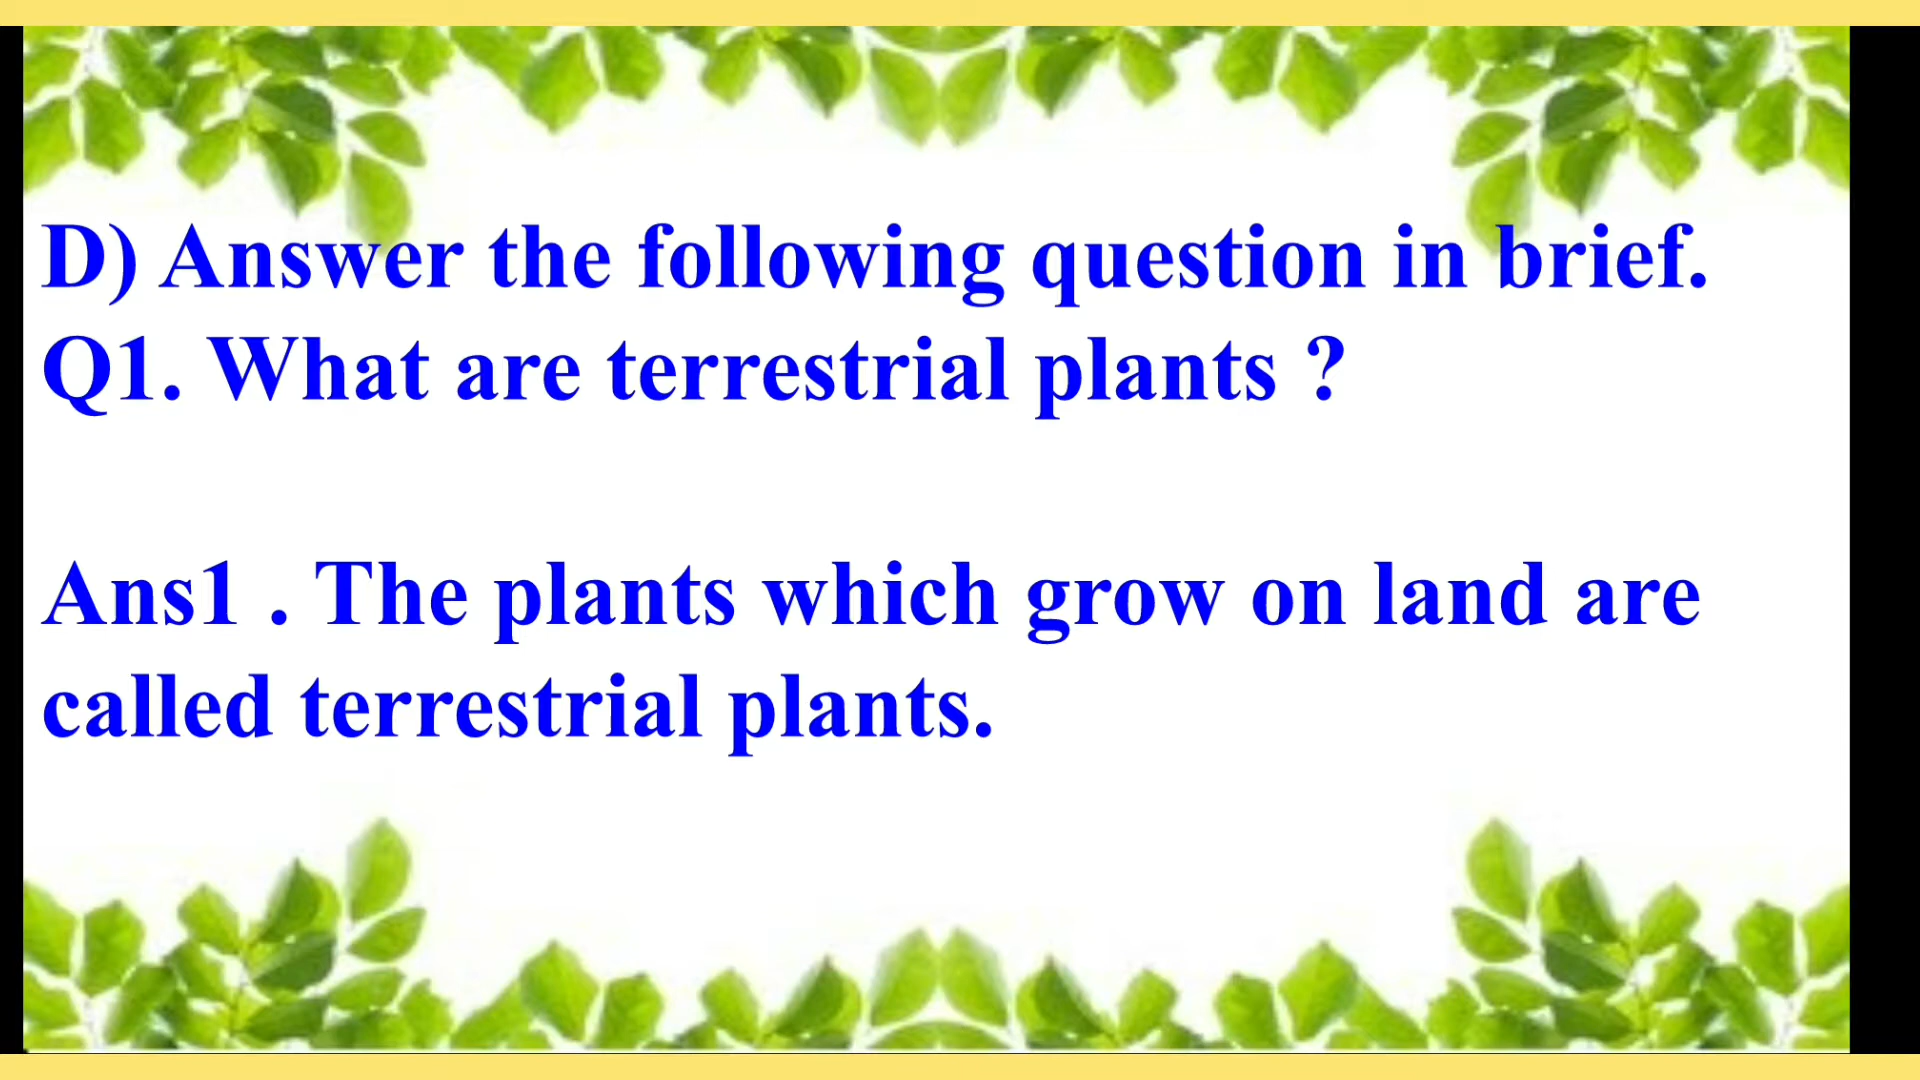 D) Answer the following question in brief.
Q1. What are terrestrial plants ?
Ans1 . The plants which grow on land are
called terrestrial plants.